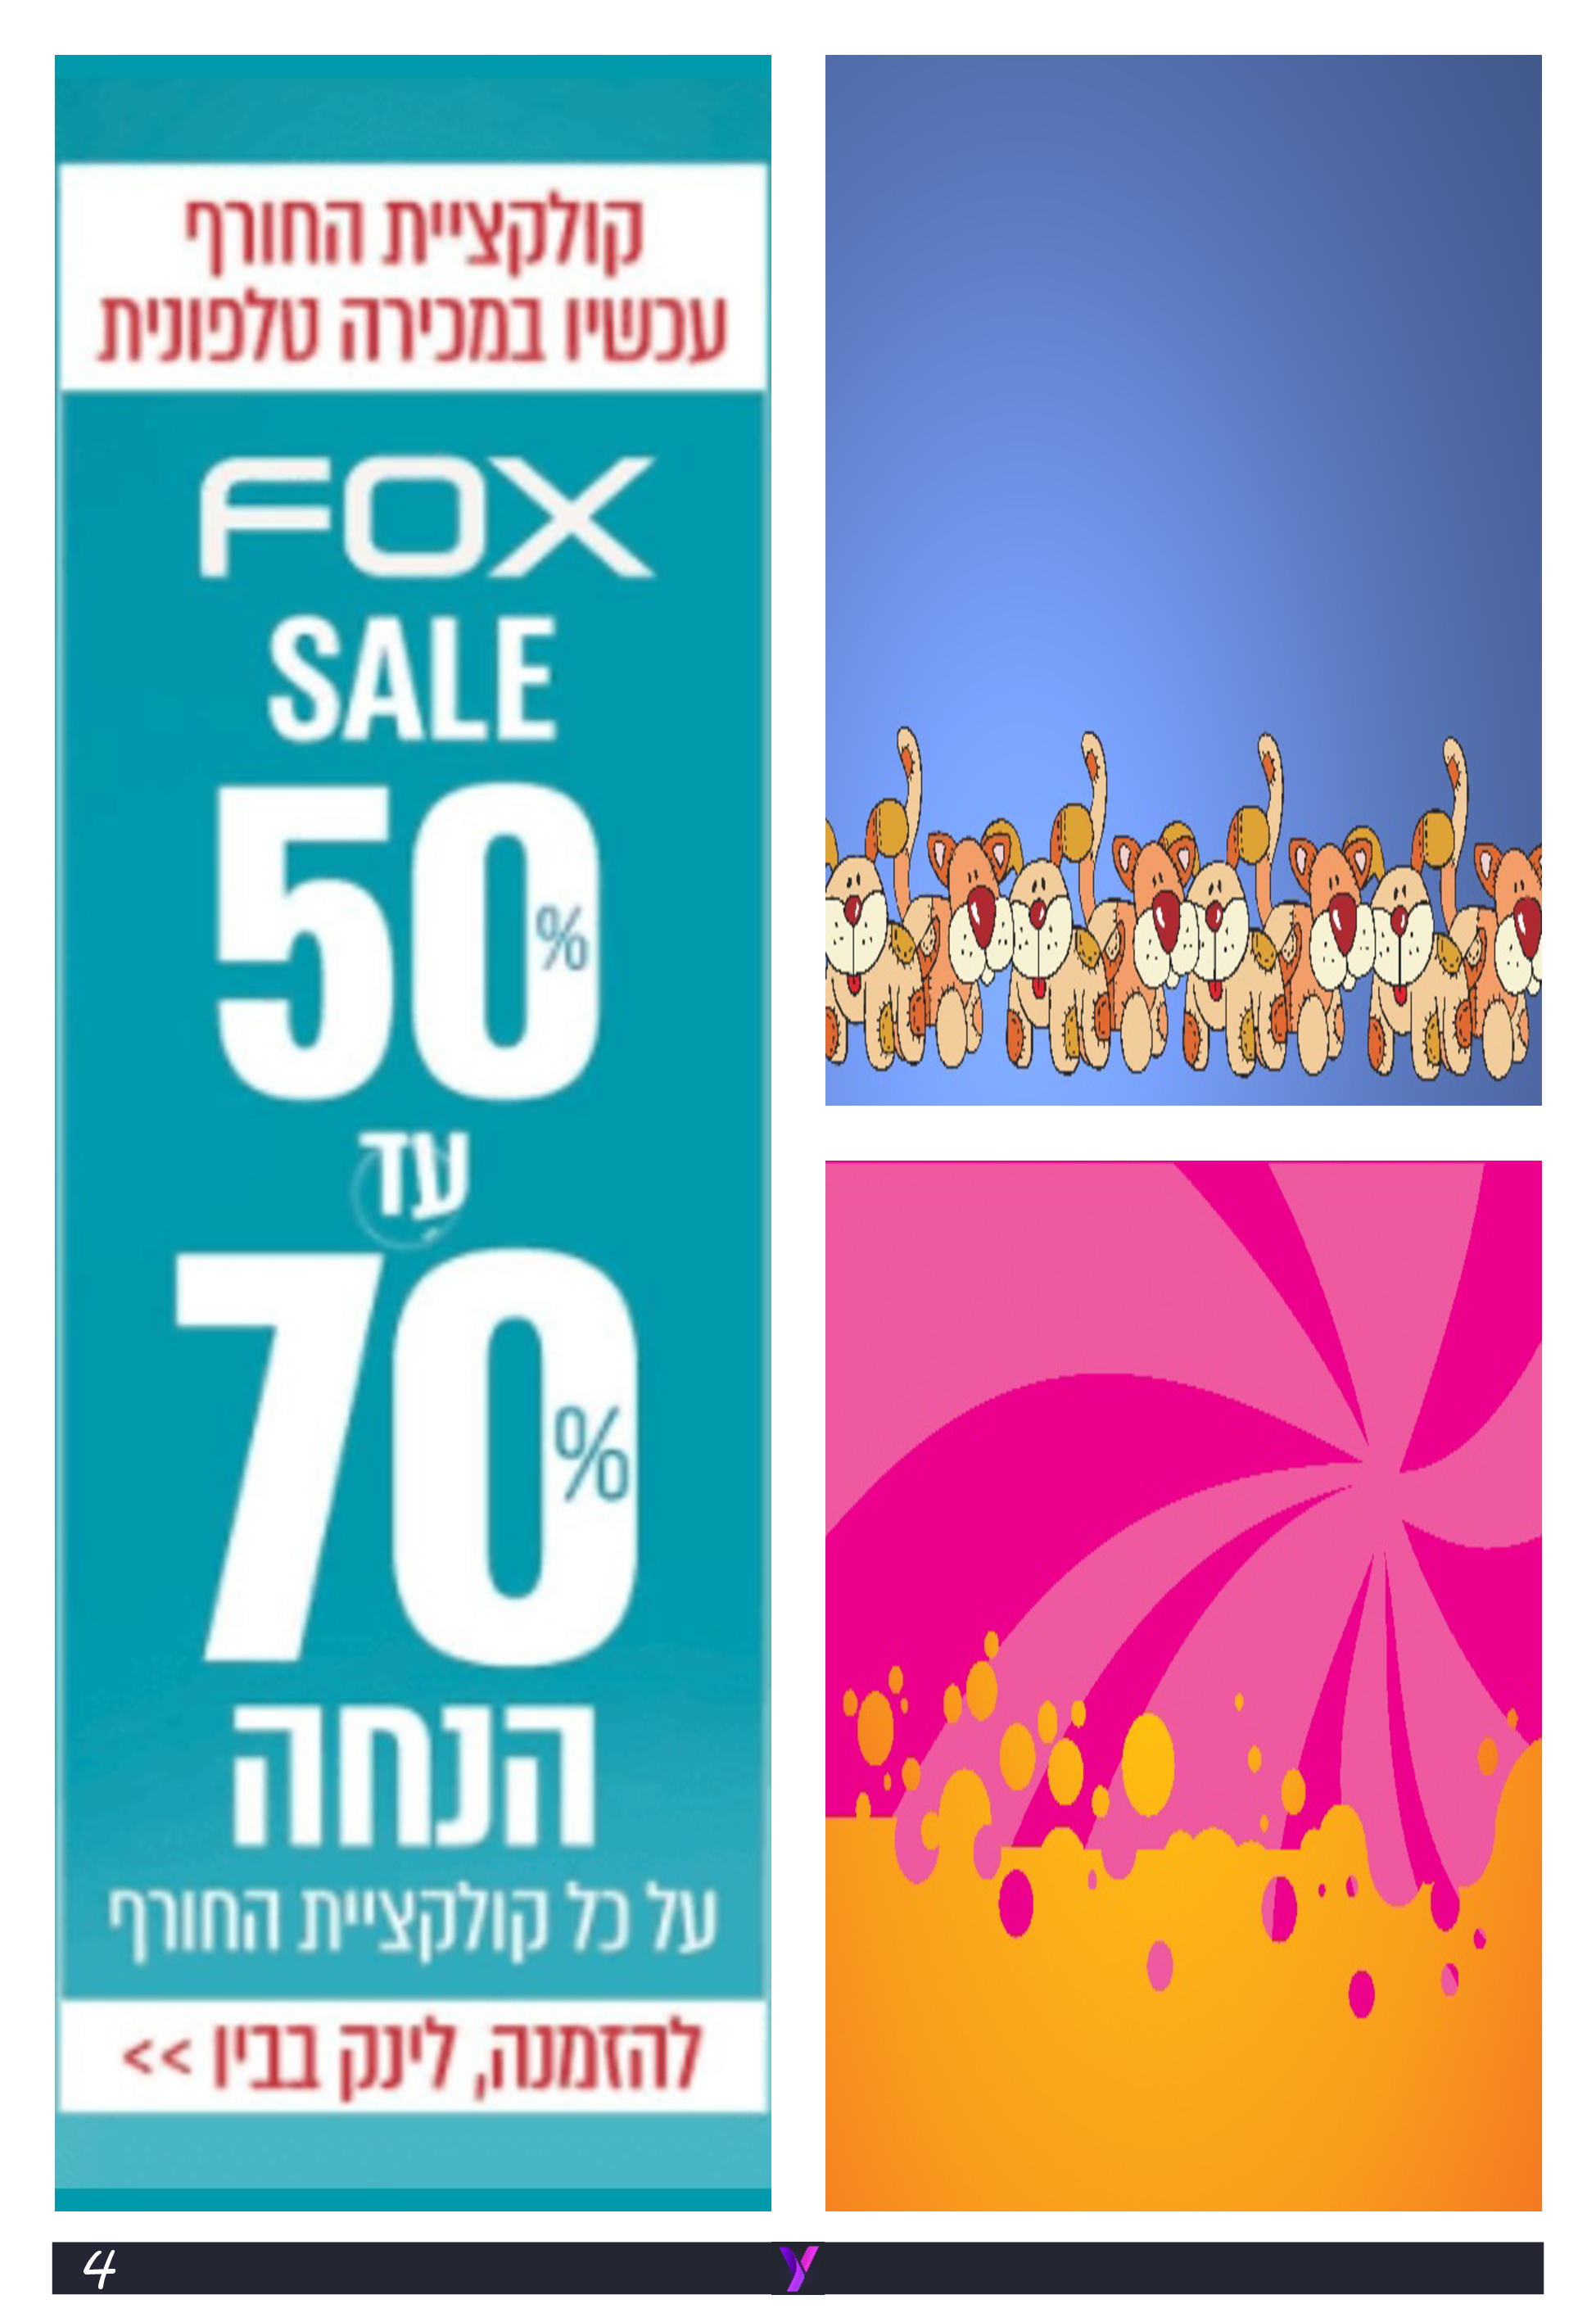 קולקציית החורף
עכשיו במכירה טלפונית
FOX
SALE
50%
עד
70%
הנחה
על כל קולקציית החורף
להזמנה, לינק בביו >>
4